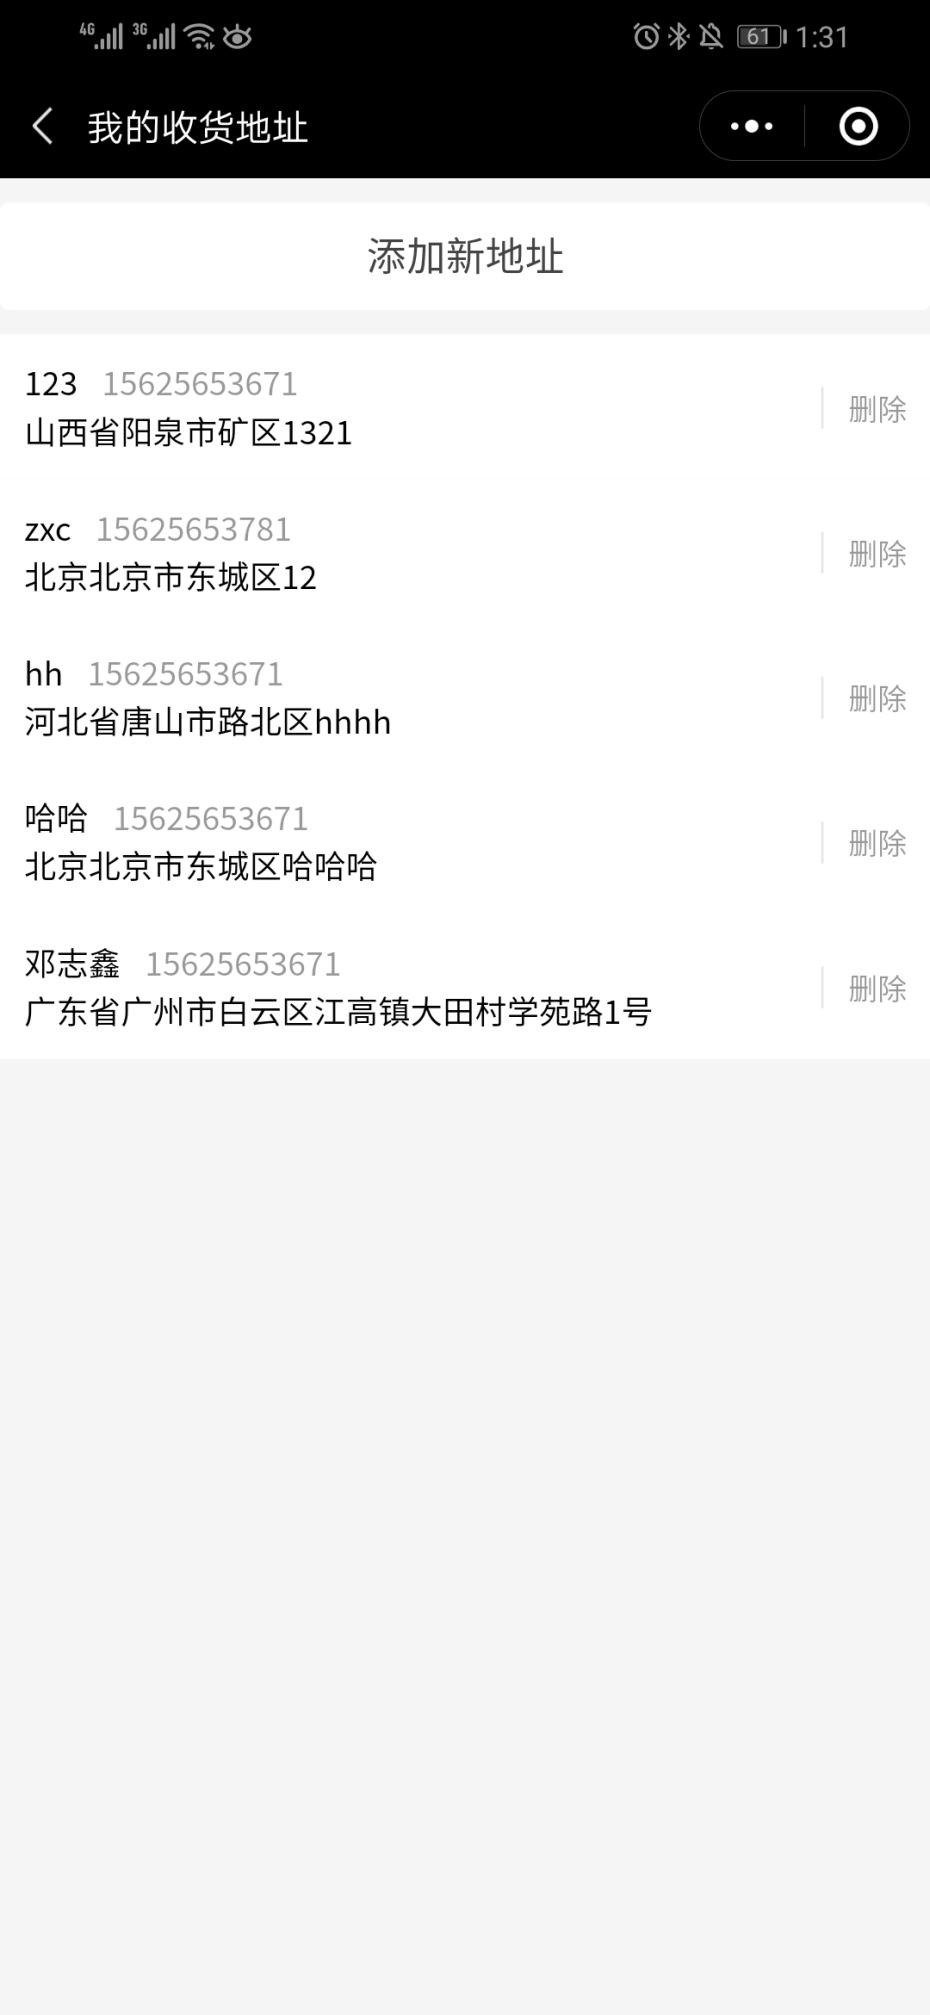 4G 3G 61 1:31
我的收货地址
添加新地址
123 15625653671
山西省阳泉市矿区1321
删除
zxc 15625653781
北京北京市东城区12
删除
hh 15625653671
河北省唐山市路北区hhhh
删除
哈哈 15625653671
北京北京市东城区哈哈哈
删除
邓志鑫 15625653671
广东省广州市白云区江高镇大田村学苑路1号
删除